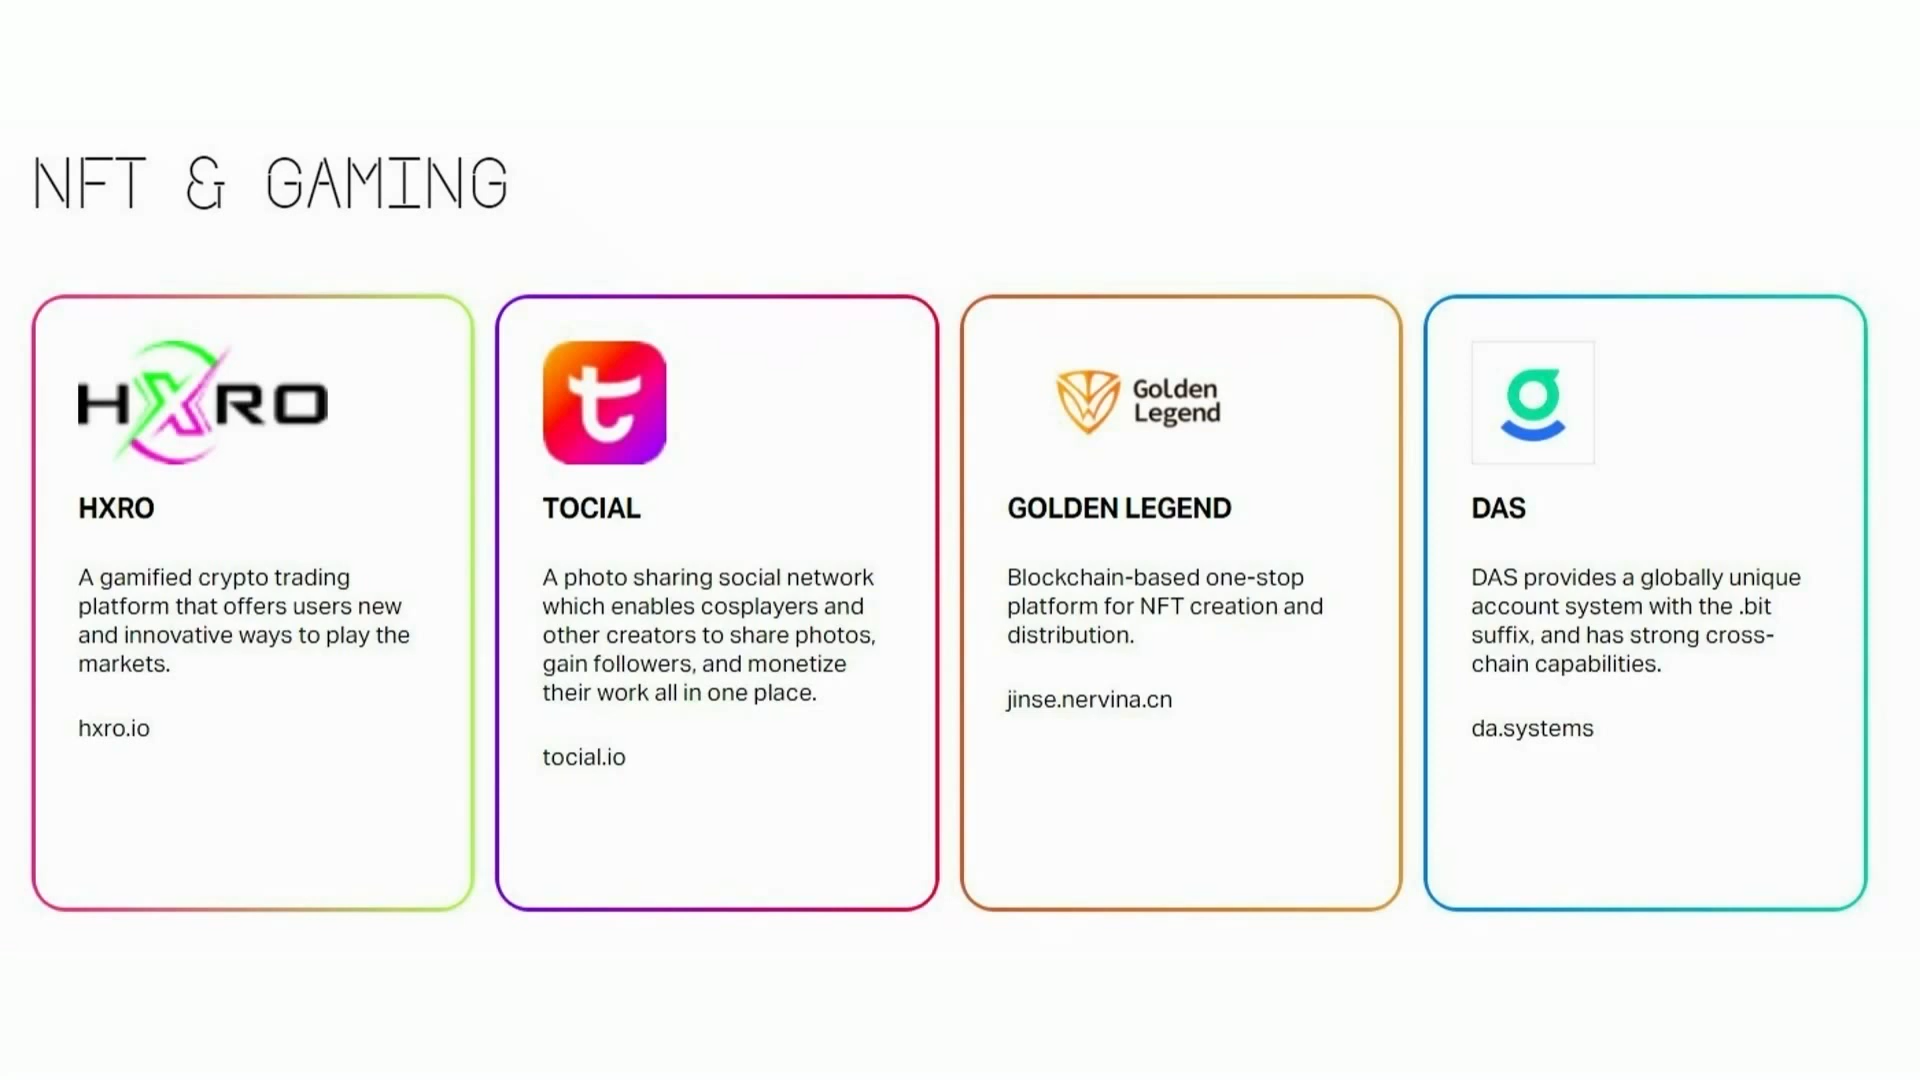 NFT & GAMING
HXRO
HXRO
A gamified crypto trading
platform that offers users new
and innovative ways to play the
markets.
hxro.io
t
TOCIAL
A photo sharing social network
which enables cosplayers and
other creators to share photos,
gain followers, and monetize
their work all in one place.
tocial.io
Golden
Legend
GOLDEN LEGEND
Blockchain-based one-stop
platform for NFT creation and
distribution.
jinse.nervina.cn
DAS
DAS provides a globally unique
account system with the .bit
suffix, and has strong cross-
chain capabilities.
da.systems